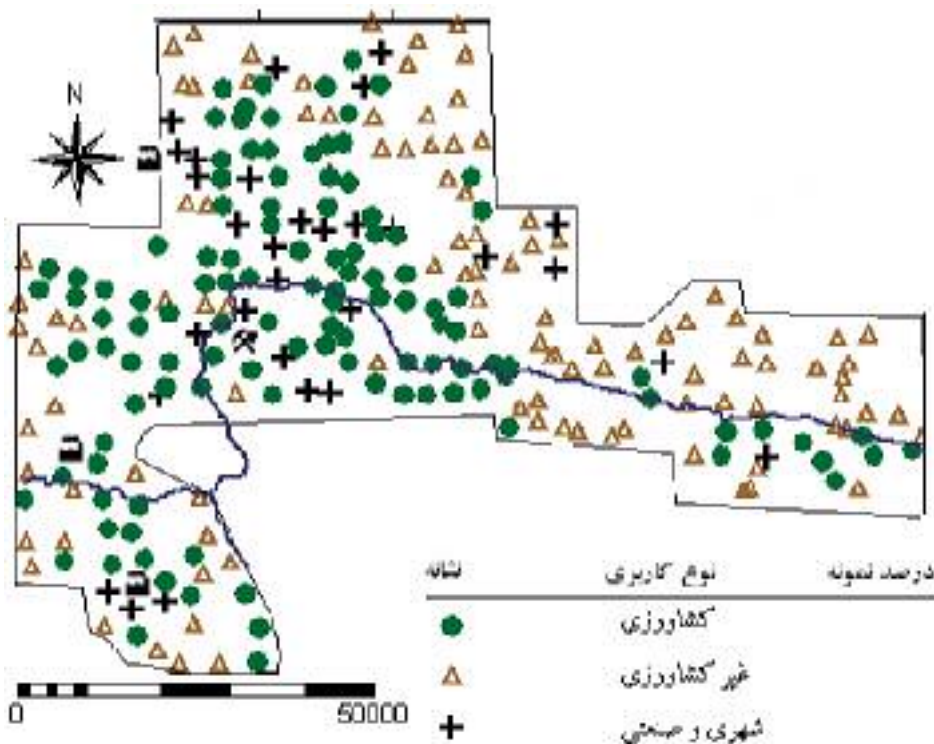 N
0 50000
نشانه نوع کاربری درصد نمونه
کشاورزی
غیر کشاورزی
شهری و صنعتی